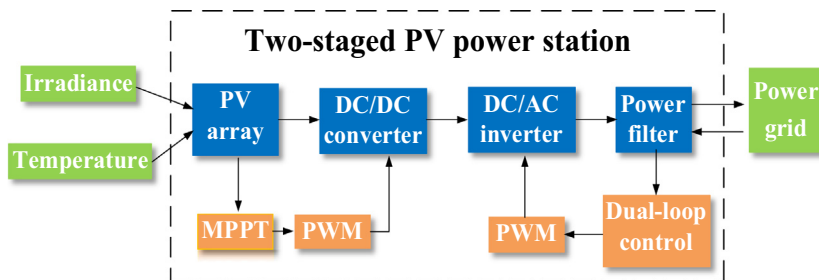 Two-staged PV power station
Irradiance
Temperature
PV
array
DC/DC
converter
DC/AC
inverter
Power
filter
Power
grid
MPPT
PWM
PWM
Dual-loop
control